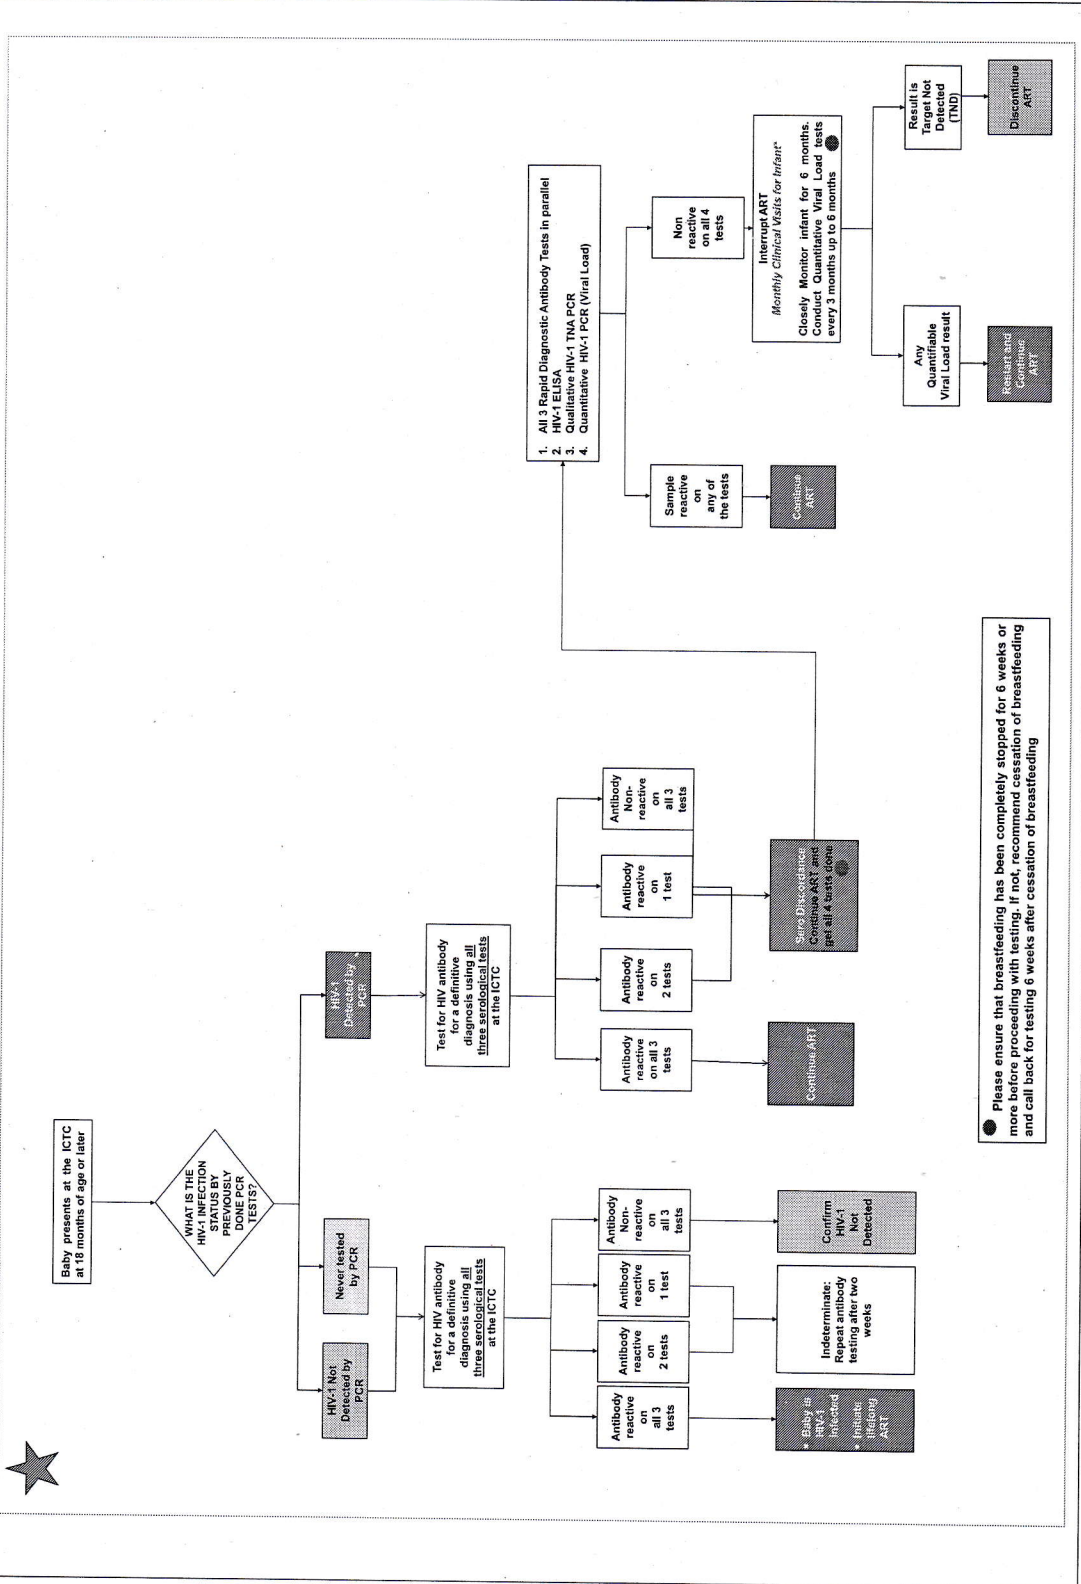 Baby presents at the ICTC
at 18 months of age or later
WHAT IS THE
HIV-1 INFECTION
STATUS BY
PREVIOUSLY
DONE PCR
TESTS?
HIV-1 Not
Detected by
PCR
Never tested
by PCR
HIV-1
Detected by
PCR
Test for HIV antibody
for a definitive
diagnosis using all
three serological tests
at the ICTC
Test for HIV antibody
for a definitive
diagnosis using all
three serological tests
at the ICTC
Antibody
reactive
on
all 3
tests
Antibody
reactive
on
2 tests
Antibody
reactive
on
1 test
Antibody
Non-
reactive
on
all 3
tests
Antibody
reactive
on all 3
tests
Antibody
reactive
on
2 tests
Antibody
reactive
on
1 test
Antibody
Non-
reactive
on
all 3
tests
• Baby is
HIV-1
infected
• Initiate
lifelong
ART
Indeterminate:
Repeat antibody
testing after two
weeks
Confirm
HIV-1
Not
Detected
Continue ART
Sero Discordance
Continue ART and
get all 4 tests done
1. All 3 Rapid Diagnostic Antibody Tests in parallel
2. HIV-1 ELISA
3. Qualitative HIV-1 TNA PCR
4. Quantitative HIV-1 PCR (Viral Load)
Sample
reactive
on
any of
the tests
Non
reactive
on all 4
tests
Continue
ART
Interrupt ART
Monthly Clinical Visits for Infant*
Closely Monitor infant for 6 months.
Conduct Quantitative Viral Load tests
every 3 months up to 6 months
Any
Quantifiable
Viral Load result
Result is
Target Not
Detected
(TND)
Restart and
Continue
ART
Discontinue
ART
Please ensure that breastfeeding has been completely stopped for 6 weeks or
more before proceeding with testing. If not, recommend cessation of breastfeeding
and call back for testing 6 weeks after cessation of breastfeeding